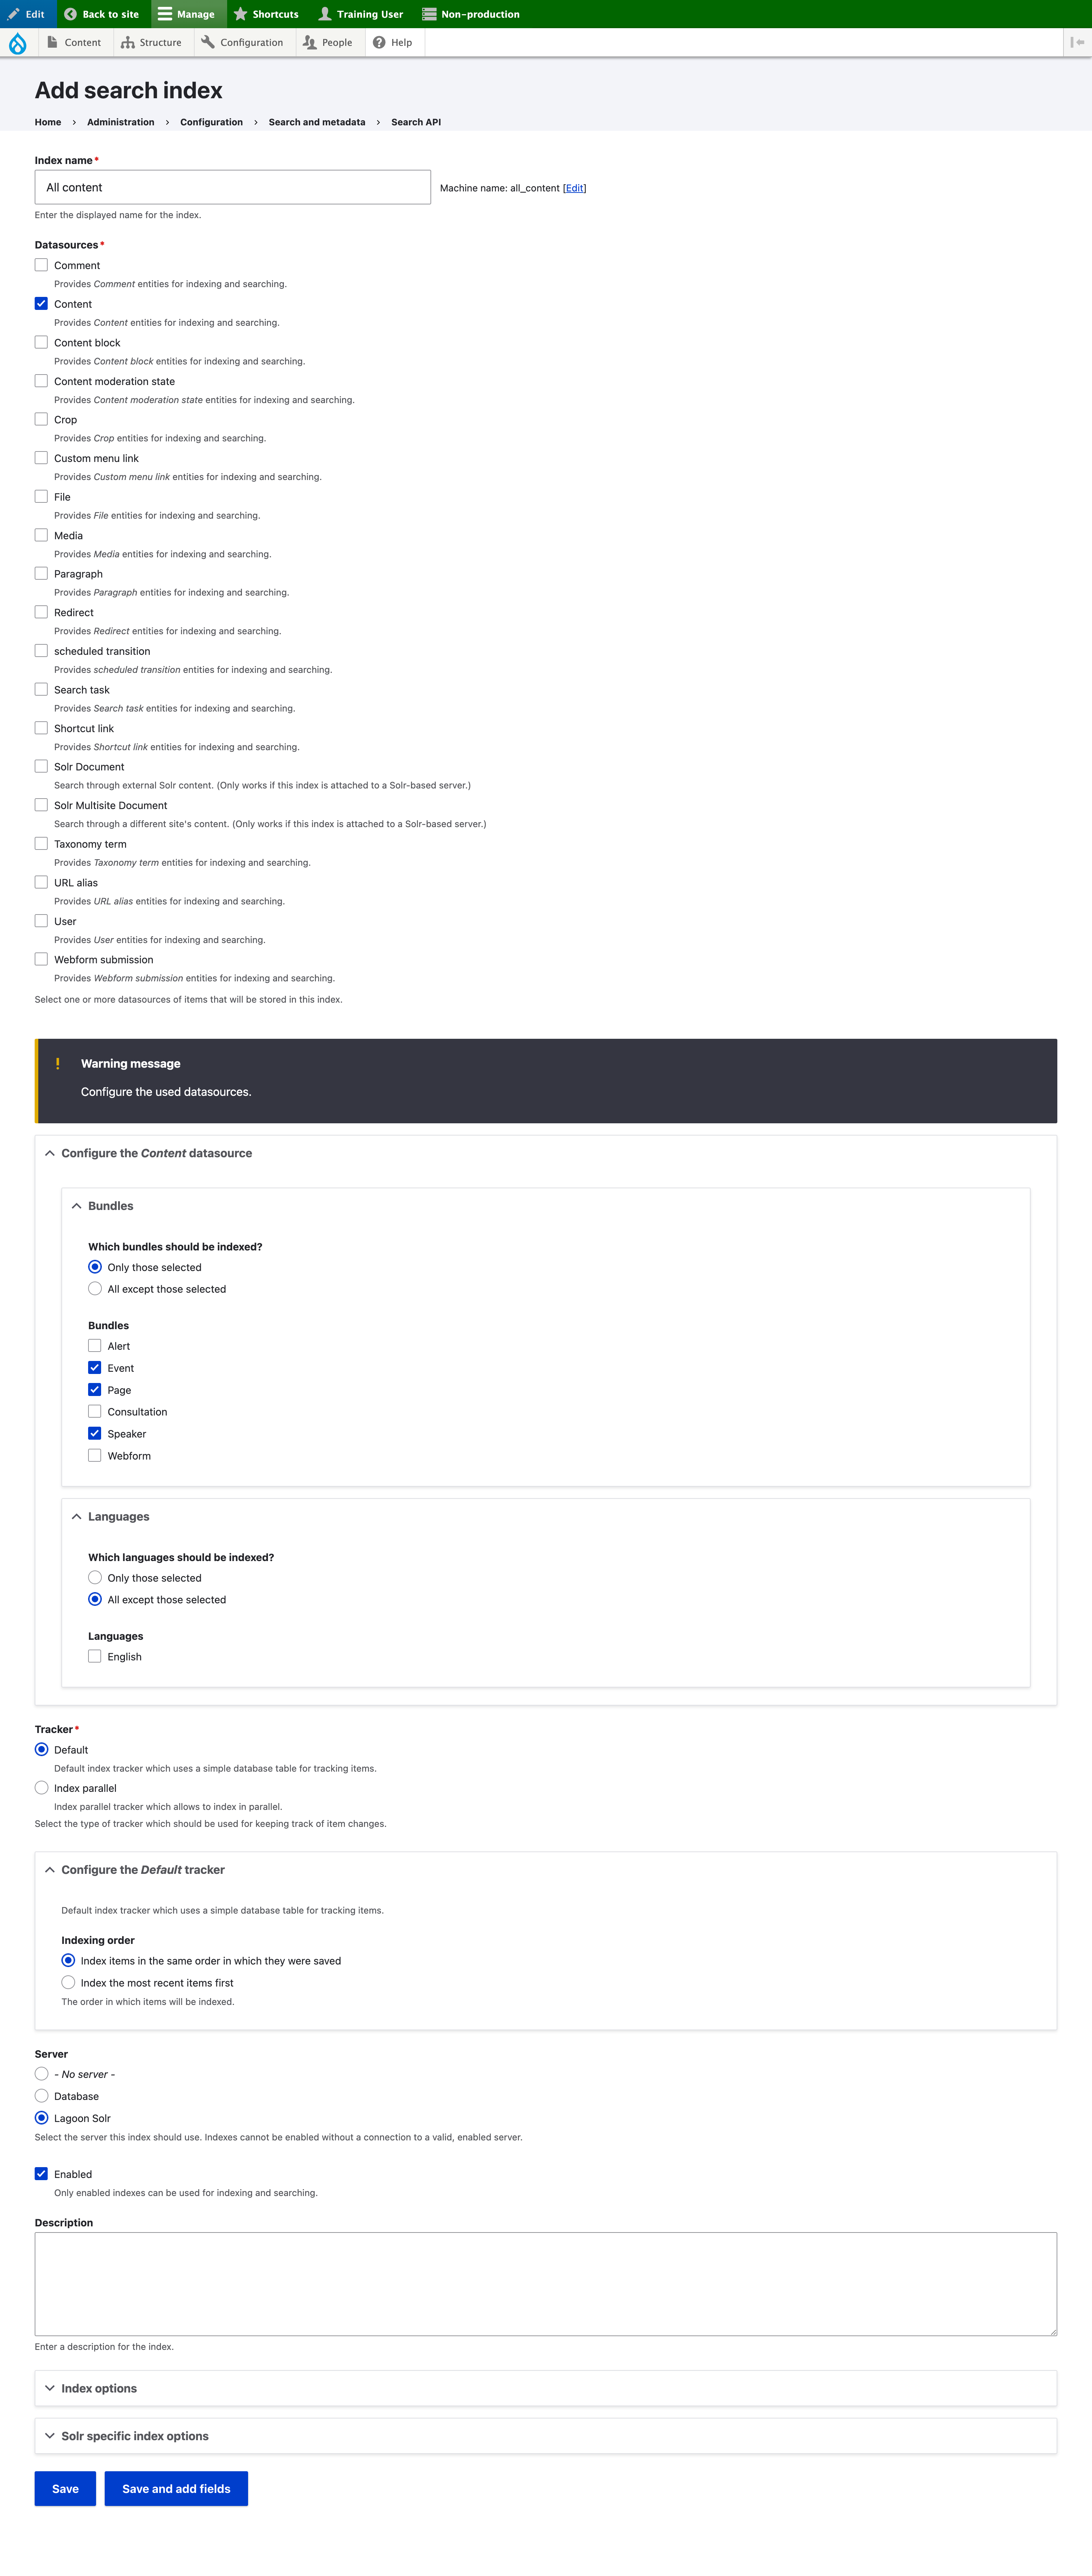 Edit Back to site Manage Shortcuts Training User Non-production
Content Structure Configuration People Help
Add search index
Home › Administration › Configuration › Search and metadata › Search API
Index name*
All content Machine name: all_content [Edit]
Enter the displayed name for the index.
Datasources*
Comment
Provides Comment entities for indexing and searching.
Content
Provides Content entities for indexing and searching.
Content block
Provides Content block entities for indexing and searching.
Content moderation state
Provides Content moderation state entities for indexing and searching.
Crop
Provides Crop entities for indexing and searching.
Custom menu link
Provides Custom menu link entities for indexing and searching.
File
Provides File entities for indexing and searching.
Media
Provides Media entities for indexing and searching.
Paragraph
Provides Paragraph entities for indexing and searching.
Redirect
Provides Redirect entities for indexing and searching.
scheduled transition
Provides scheduled transition entities for indexing and searching.
Search task
Provides Search task entities for indexing and searching.
Shortcut link
Provides Shortcut link entities for indexing and searching.
Solr Document
Search through external Solr content. (Only works if this index is attached to a Solr-based server.)
Solr Multisite Document
Search through a different site's content. (Only works if this index is attached to a Solr-based server.)
Taxonomy term
Provides Taxonomy term entities for indexing and searching.
URL alias
Provides URL alias entities for indexing and searching.
User
Provides User entities for indexing and searching.
Webform submission
Provides Webform submission entities for indexing and searching.
Select one or more datasources of items that will be stored in this index.
Warning message
Configure the used datasources.
Configure the Content datasource
Bundles
Which bundles should be indexed?
Only those selected
All except those selected
Bundles
Alert
Event
Page
Consultation
Speaker
Webform
Languages
Which languages should be indexed?
Only those selected
All except those selected
Languages
English
Tracker*
Default
Default index tracker which uses a simple database table for tracking items.
Index parallel
Index parallel tracker which allows to index in parallel.
Select the type of tracker which should be used for keeping track of item changes.
Configure the Default tracker
Default index tracker which uses a simple database table for tracking items.
Indexing order
Index items in the same order in which they were saved
Index the most recent items first
The order in which items will be indexed.
Server
- No server -
Database
Lagoon Solr
Select the server this index should use. Indexes cannot be enabled without a connection to a valid, enabled server.
Enabled
Only enabled indexes can be used for indexing and searching.
Description
Enter a description for the index.
Index options
Solr specific index options
Save Save and add fields